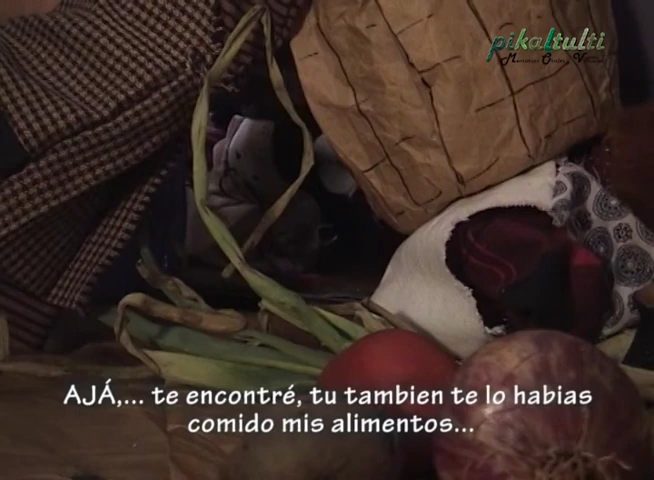 pikaltulti
AJÁ,... te encontré, tu tambien te lo habias
comido mis alimentos...